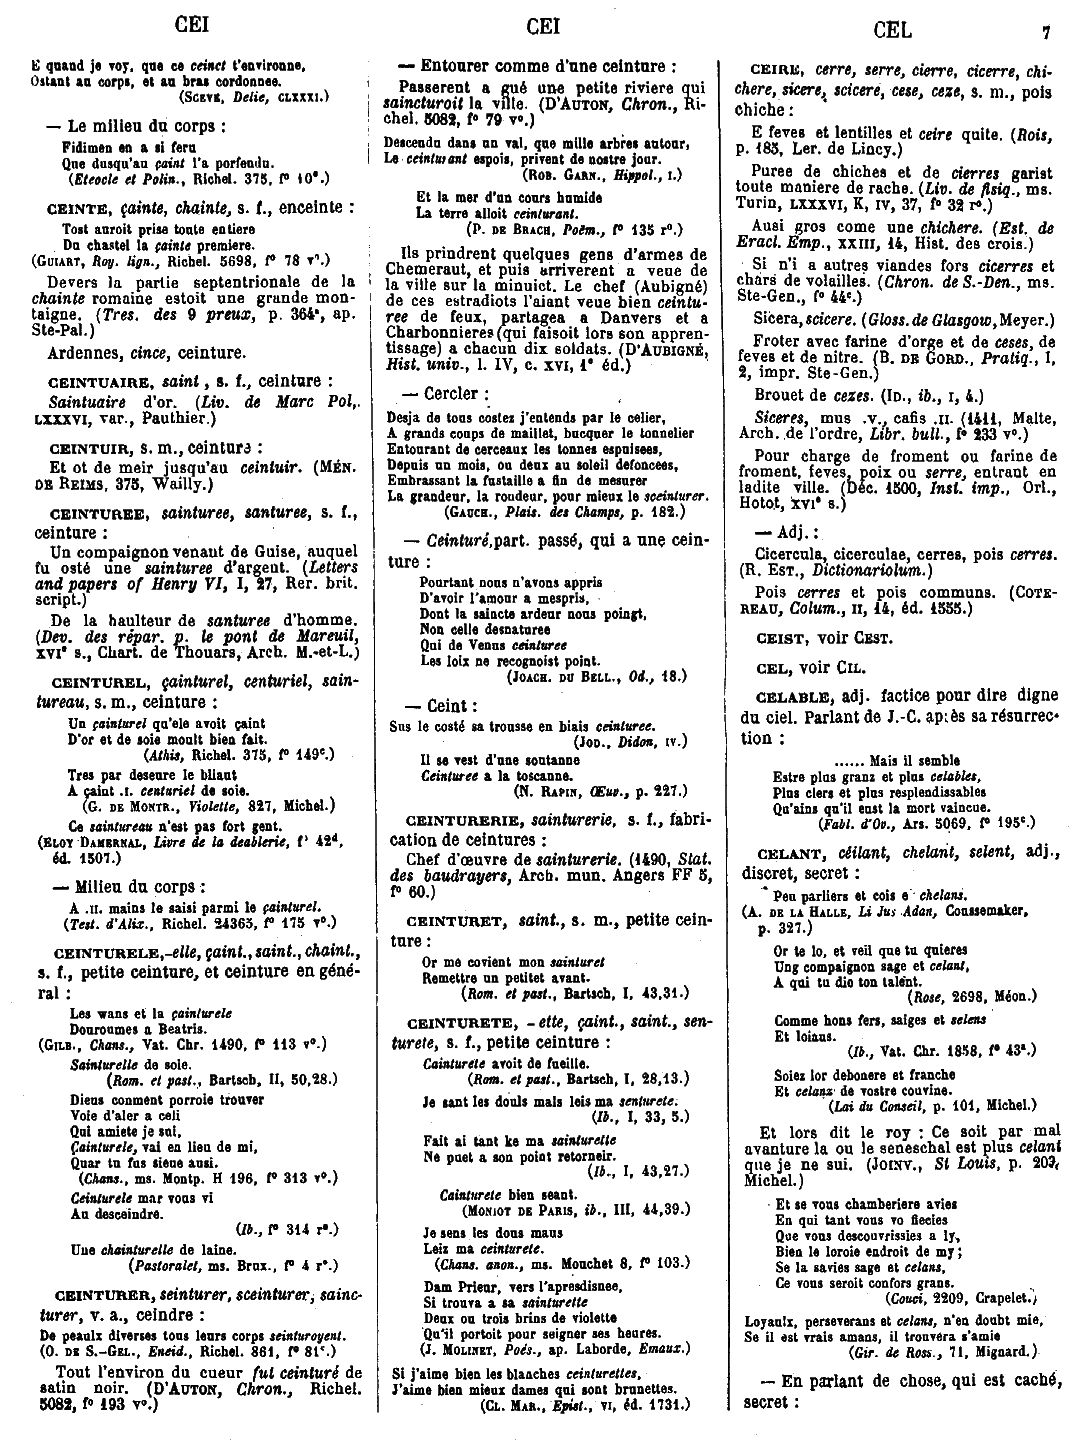 CEI
CEI
CEL
7
E quand je voy, que ce ceinct t'environne,
Ostant au corps, et au bras cordonnee.
(SCEVE, Delie, CLXXXI.)
— Le milieu du corps :
Fidimen en a si feru
Que dusqu'au çaint l'a porfendu.
(Eteocle et Polin., Richel. 375, f° 40e.)
CEINTE, çainte, chainte, s. f., enceinte :
Tost auroit prise toute entiere
Du chastel la çainte premiere.
(GUIART, Roy. lign., Richel. 5698, f° 78 v°.)
Devers la partie septentrionale de la
chainte romaine estoit une grande mon-
taigne. (Tres. des 9 preux, p. 364a, ap.
Ste-Pal.)
Ardennes, cince, ceinture.
CEINTUAIRE, saint, s. f., ceinture :
Saintuaire d'or. (Liv. de Marc Pol,
LXXXVI, var., Pauthier.)
CEINTUIR, s. m., ceinture :
Et ot de meir jusqu'au ceintuir. (MÉN.
DE REIMS, 375, Wailly.)
CEINTUREE, sainturee, santuree, s. f.,
ceinture :
Un compaignon venaut de Guise, auquel
fu osté une sainturee d'argent. (Letters
and papers of Henry VI, I, 27, Rer. brit.
script.)
De la haulteur de santuree d'homme.
(Dev. des répar. p. le pont de Mareuil,
XVIe s., Chart. de Thouars, Arch. M.-et-L.)
CEINTUREL, çainturel, centuriel, sain-
tureau, s. m., ceinture :
Un çainturel qu'ele avoit çaint
D'or et de soie moult bien fait.
(Athis, Richel. 375, f° 149c.)
Tres par deseure le bliaut
A çaint .I. centuriel de soie.
(G. DE MONTR., Violette, 827, Michel.)
Ce saintureau n'est pas fort gent.
(ELOY DAMERNAL, Livre de la deablerie, f° 42d,
éd. 1507.)
— Milieu du corps :
A .II. mains le saisi parmi le çainturel.
(Test. d'Alix., Richel. 24365, f° 175 v°.)
CEINTURELE, -elle, çaint., saint., chaint.,
s. f., petite ceinture, et ceinture en géné-
ral :
Les wans et la çainturele
Douroumes a Beatris.
(GILB., Chans., Vat. Chr. 1490, f° 113 v°.)
Sainturelle de soie.
(Rom. et past., Bartsch, II, 50,28.)
Dieus conment porroie trouver
Voie d'aler a celi
Qui amiete je sui,
Çainturele, vai en lieu de mi,
Quar tu fus sieue ausi.
(Chans., ms. Montp. H 196, f° 313 v°.)
Ceinturele mar vous vi
Au desceindre.
(Ib., f° 314 r°.)
Une chainturelle de laine.
(Pastoralet, ms. Brux., f° 4 r°.)
CEINTURER, seinturer, sceinturer, sainc-
turer, v. a., ceindre :
De peaulx diverses tous leurs corps seinturoyent.
(O. DE S.-GEL., Eneid., Richel. 861, f° 81c.)
Tout l'environ du cueur ful ceinturé de
satin noir. (D'AUTON, Chron., Richel.
5082, f° 193 v°.)
— Entourer comme d'une ceinture :
Passerent a gué une petite riviere qui
saincturoit la ville. (D'AUTON, Chron., Ri-
chel. 5082, f° 79 v°.)
Descendu dans un val, que mille arbres autour,
Le ceinturant espois, privent de nostre jour.
(ROB. GARN., Hippol., I.)
Et la mer d'un cours humide
La terre alloit ceinturant.
(P. DE BRACH, Poëm., f° 135 r°.)
Ils prindrent quelques gens d'armes de
Chemeraut, et puis arriverent a veue de
la ville sur la minuict. Le chef (Aubigné)
de ces estradiots l'aiant veue bien ceintu-
ree de feux, partagea a Danvers et a
Charbonnieres (qui faisoit lors son appren-
tissage) a chacun dix soldats. (D'AUBIGNÉ,
Hist. univ., l. IV, c. XVI, 1e éd.)
— Cercler :
Desja de tous costez j'entends par le celier,
A grands coups de maillet, bucquer le tonnelier
Entourant de cerceaux les tonnes espuisees,
Depuis un mois, ou deux au soleil defoncees,
Embrassant la fustaille a fin de mesurer
La grandeur, la roudeur, pour mieux le sceinturer.
(GAUCH., Plais. des Champs, p. 182.)
— Ceinturé, part. passé, qui a une cein-
ture :
Pourtant nous n'avons appris
D'avoir l'amour a mespris,
Dont la saincte ardeur nous poingt,
Non celle desnaturee
Qui de Venus ceinturee
Les loix ne recognoist point.
(JOACH. DU BELL., Od., 18.)
— Ceint :
Sus le costé sa trousse en biais ceinturee.
(JOD., Didon, IV.)
Il se vest d'une soutanne
Ceinturee a la toscanne.
(N. RAPIN, Œuv., p. 227.)
CEINTURERIE, sainturerie, s. f., fabri-
cation de ceintures :
Chef d'œuvre de sainturerie. (1490, Stat.
des baudrayers, Arch. mun. Angers FF 5,
f° 60.)
CEINTURET, saint., s. m., petite cein-
ture :
Or me covient mon sainturet
Remettre un petitet avant.
(Rom. et past., Bartsch, I, 43,31.)
CEINTURETE, -ette, çaint., saint., sen-
turete, s. f., petite ceinture :
Cainturete avoit de fueille.
(Rom. et past., Bartsch, I, 28,13.)
Je sant les douls mals leis ma senturete.
(Ib., I, 33, 5.)
Fait ai tant ke ma sainturette
Ne puet a son point retorneir.
(Ib., I, 43,27.)
Cainturete bien seant.
(MONIOT DE PARIS, ib., III, 44,39.)
Je sens les dous maus
Leiz ma ceinturete.
(Chans. anon., ms. Mouchet 8, f° 103.)
Dam Prieur, vers l'apresdisnee,
Si trouva a sa sainturette
Deux ou trois brins de violette
Qu'il portoit pour seigner ses heures.
(J. MOLINET, Poés., ap. Laborde, Emaux.)
Si j'aime bien les blanches ceinturettes,
J'aime bien mieux dames qui sont brunettes.
(CL. MAR., Epist., VI, éd. 1731.)
CEIRE, cerre, serre, cierre, cicerre, chi-
chere, sicere, scicere, cese, ceze, s. m., pois
chiche :
E feves et lentilles et ceire quite. (Rois,
p. 185, Ler. de Lincy.)
Puree de chiches et de cierres garist
toute maniere de rache. (Liv. de fisiq., ms.
Turin, LXXXVI, K, IV, 37, f° 32 r°.)
Ausi gros come une chichere. (Est. de
Eracl. Emp., XXIII, 14, Hist. des crois.)
Si n'i a autres viandes fors cicerres et
chars de volailles. (Chron. de S.-Den., ms.
Ste-Gen., f° 44c.)
Sicera, scicere. (Gloss. de Glasgow, Meyer.)
Froter avec farine d'orge et de ceses, de
feves et de nitre. (B. DE GORD., Pratiq., I,
2, impr. Ste-Gen.)
Brouet de cezes. (ID., ib., I, 4.)
Siceres, mus .V., cafis .II. (1411, Malte,
Arch. de l'ordre, Libr. bull., f° 233 v°.)
Pour charge de froment ou farine de
froment, feves, poix ou serre, entrant en
ladite ville. (Déc. 1500, Inst. imp., Orl.,
Hotot, XVIe s.)
— Adj. :
Cicercula, cicerculae, cerres, pois cerres.
(R. EST., Dictionariolum.)
Pois cerres et pois communs. (COTE-
REAU, Colum., II, 14, éd. 1555.)
CEIST, voir CEST.
CEL, voir CIL.
CELABLE, adj. factice pour dire digne
du ciel. Parlant de J.-C. après sa résurrec-
tion :
...... Mais il semble
Estre plus granz et plus celables,
Plus clers et plus resplendissables
Qu'ains qu'il eust la mort vaincue.
(Fabl. d'Ov., Ars. 5069, f° 195c.)
CELANT, céilant, chelant, selent, adj.,
discret, secret :
Peu parliers et cois e chelans.
(A. DE LA HALLE, Li Jus Adan, Coussemaker,
p. 327.)
Or te lo, et veil que tu quieres
Ung compaignon sage et celant,
A qui tu die ton talent.
(Rose, 2698, Méon.)
Comme hons fers, saiges et selens
Et loiaus.
(Ib., Vat. Chr. 1858, f° 43a.)
Soiez lor debonere et franche
Et celanz de vostre couvine.
(Lai du Conseil, p. 101, Michel.)
Et lors dit le roy : Ce soit par mal
avanture la ou le seneschal est plus celant
que je ne sui. (JOINV., St Louis, p. 203,
Michel.)
Et se vous chamberiere avies
En qui tant vous vo fiecies
Que vous descouvrissies a ly,
Bien le loroie endroit de my ;
Se la savies sage et celans,
Ce vous seroit confors grans.
(Couci, 2209, Crapelet.)
Loyaulx, perseverans et celans, n'en doubt mie,
Se il est vrais amans, il trouvera s'amie
(Gir. de Ross., 71, Mignard.)
— En parlant de chose, qui est caché,
secret :